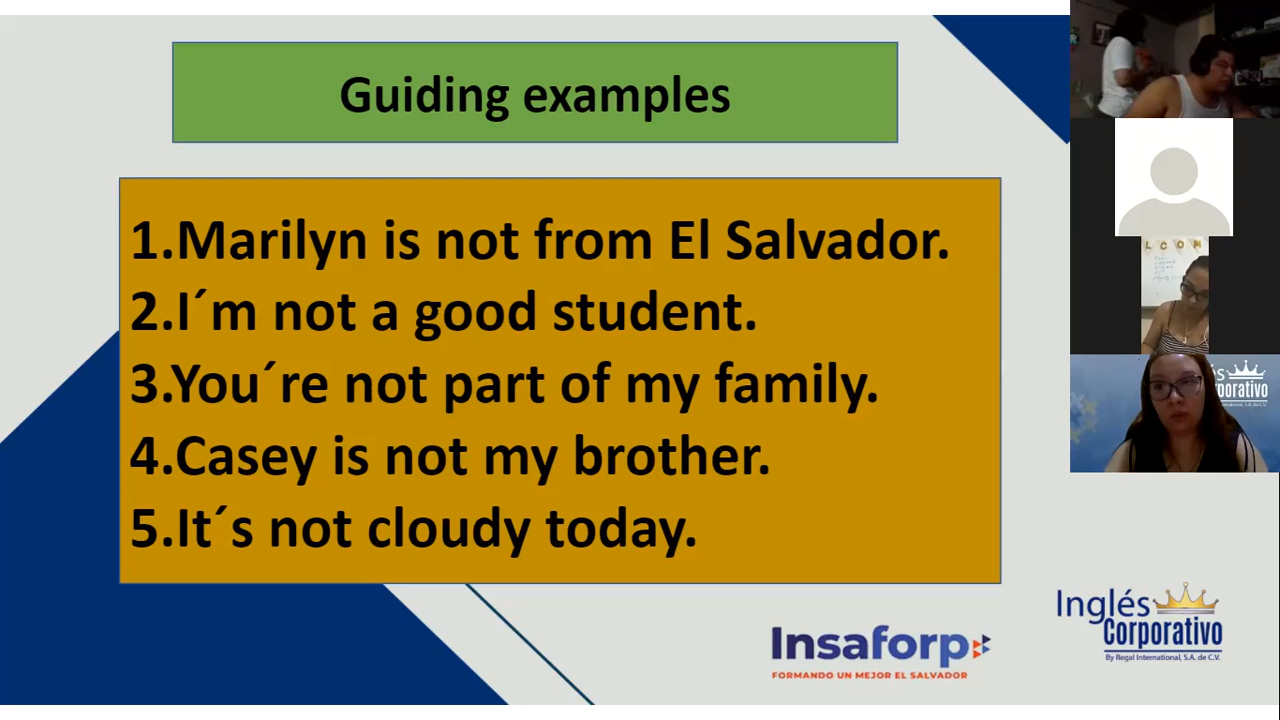 Guiding examples
1.Marilyn is not from El Salvador.
2.I´m not a good student.
3.You´re not part of my family.
4.Casey is not my brother.
5.It´s not cloudy today.
Insaforp
FORMANDO UN MEJOR EL SALVADOR
Inglés
Corporativo
By Regal International, S.A. de C.V.
L C O M